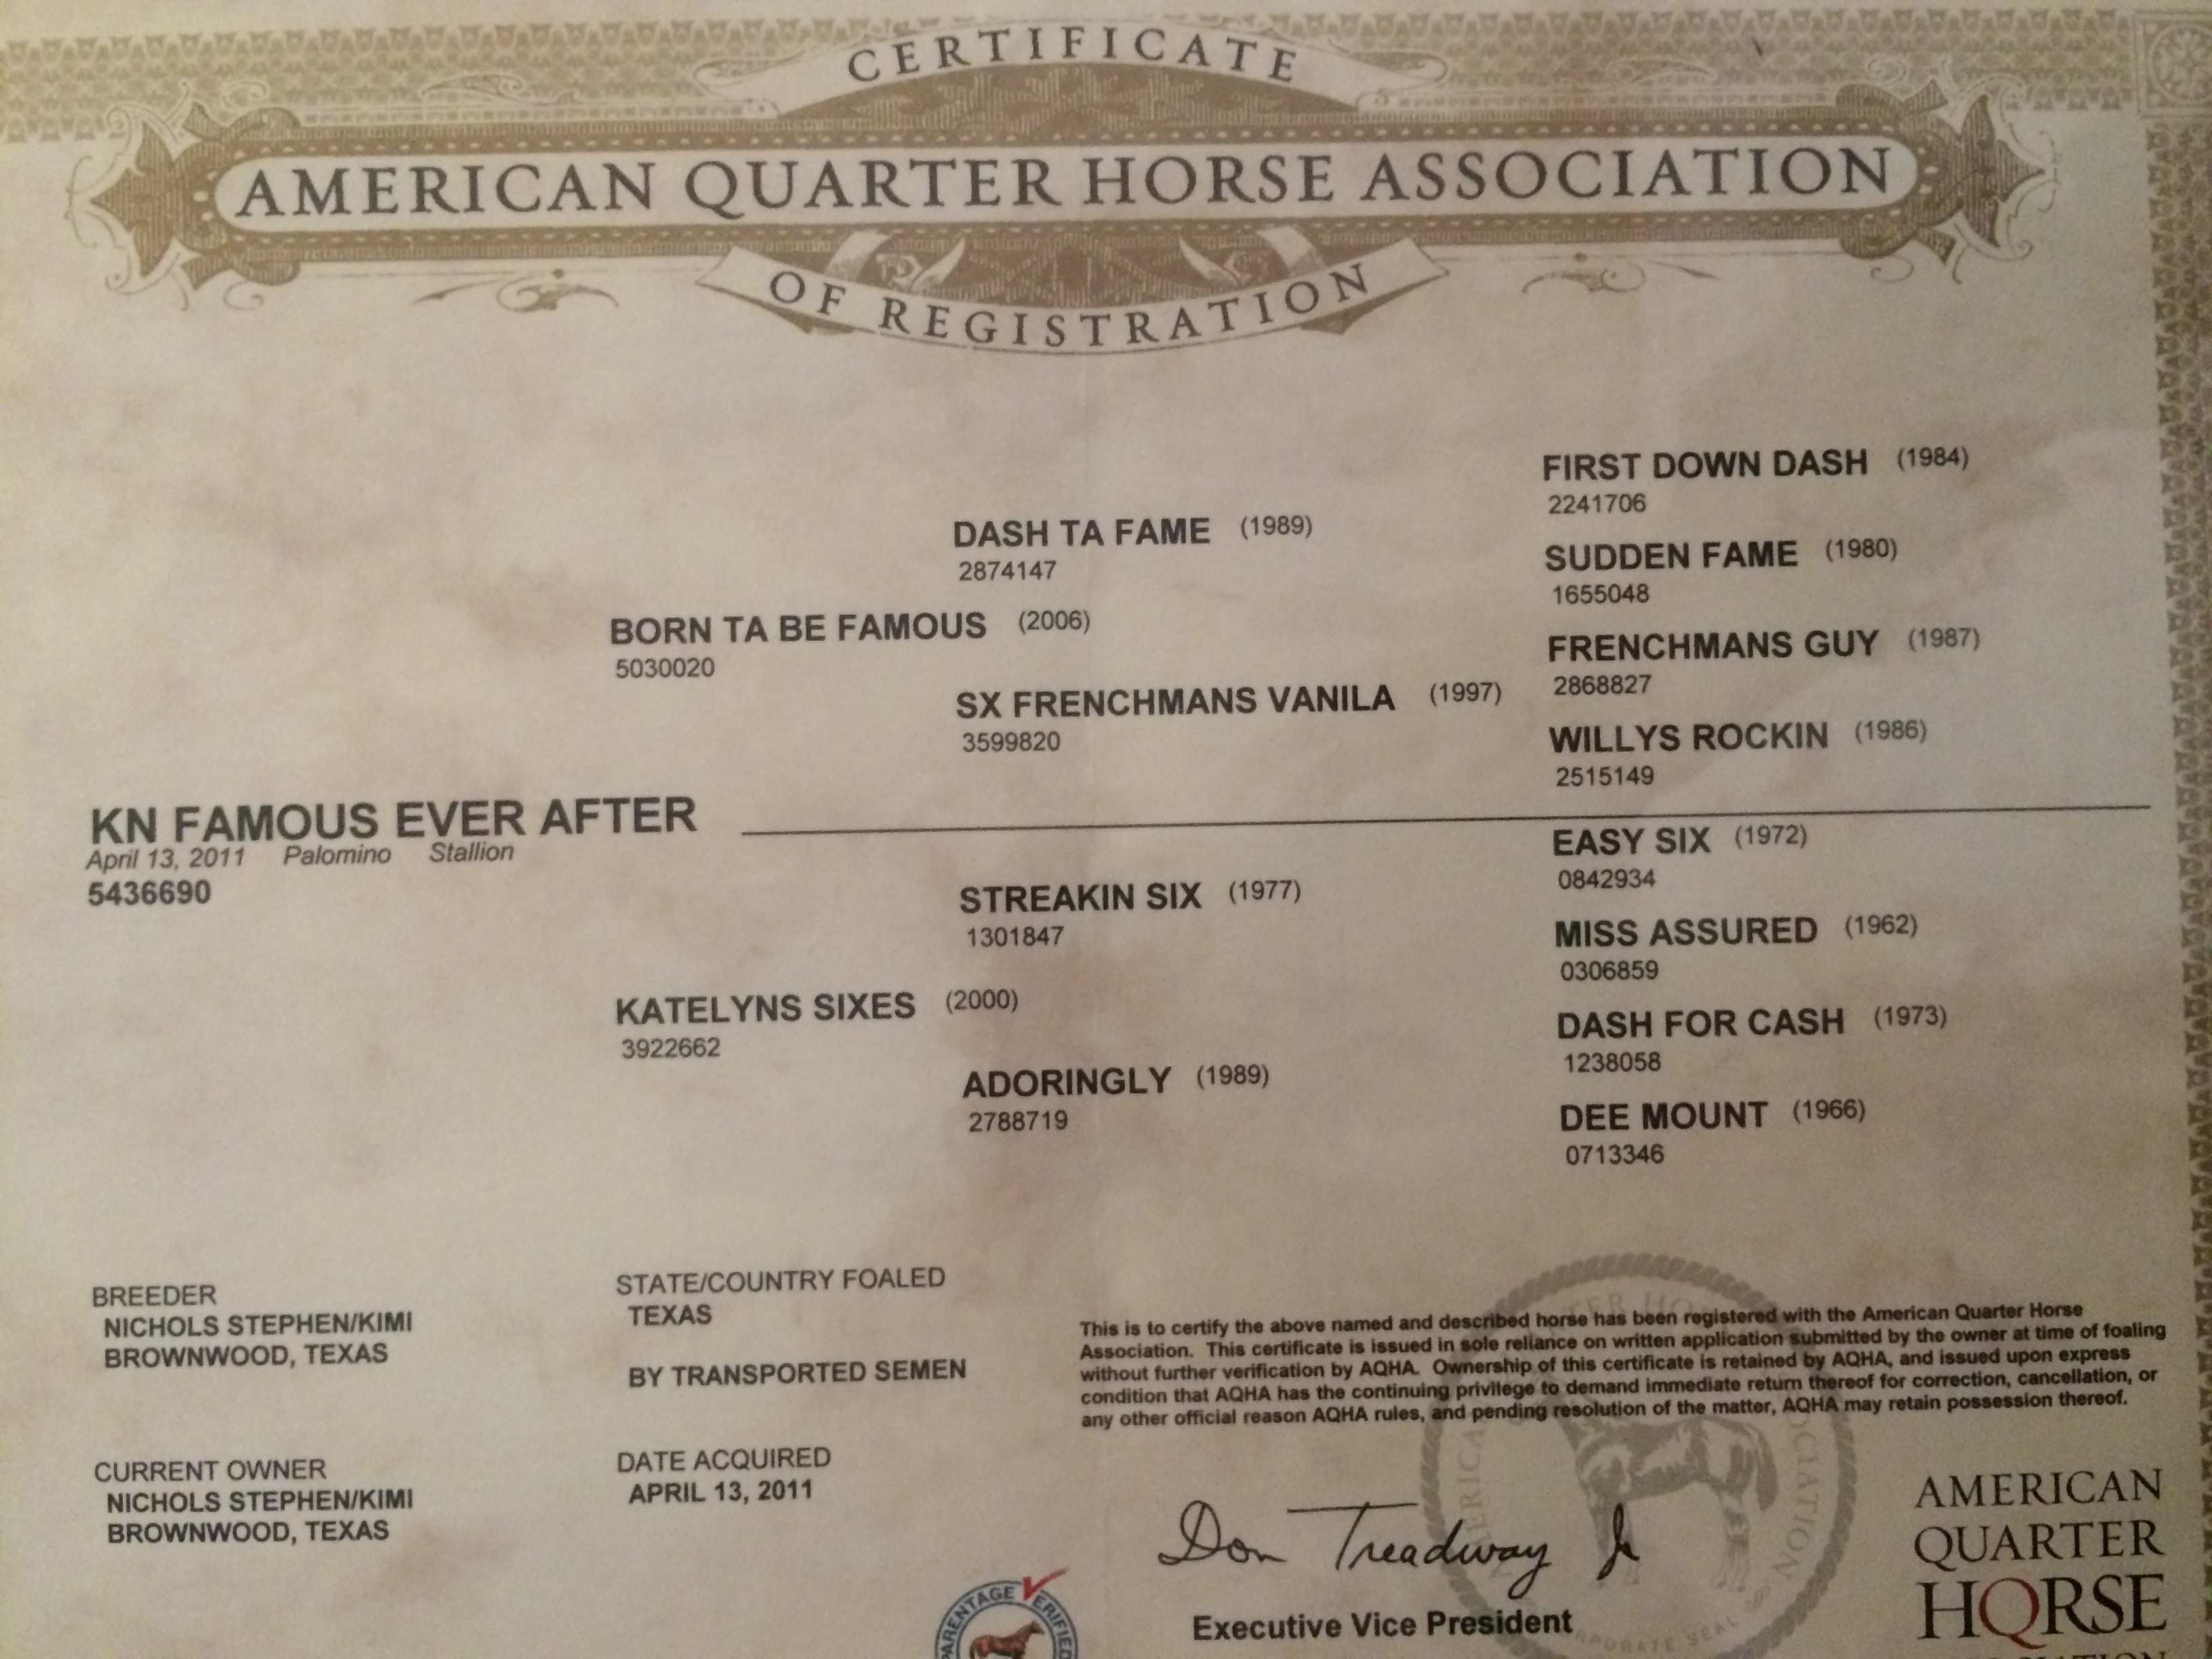 CERTIFICATE
AMERICAN QUARTER HORSE ASSOCIATION
OF REGISTRATION
FIRST DOWN DASH (1984)
2241706
DASH TA FAME (1989)
2874147
SUDDEN FAME (1980)
1655048
BORN TA BE FAMOUS (2006)
5030020
FRENCHMANS GUY (1987)
2868827
SX FRENCHMANS VANILA (1997)
3599820
WILLYS ROCKIN (1986)
2515149
KN FAMOUS EVER AFTER
April 13, 2011 Palomino Stallion
5436690
EASY SIX (1972)
0842934
STREAKIN SIX (1977)
1301847
MISS ASSURED (1962)
0306859
KATELYNS SIXES (2000)
3922662
DASH FOR CASH (1973)
1238058
ADORINGLY (1989)
2788719
DEE MOUNT (1966)
0713346
BREEDER
NICHOLS STEPHEN/KIMI
BROWNWOOD, TEXAS
STATE/COUNTRY FOALED
TEXAS
BY TRANSPORTED SEMEN
This is to certify the above named and described horse has been registered with the American Quarter Horse
Association. This certificate is issued in sole reliance on written application submitted by the owner at time of foaling
without further verification by AQHA. Ownership of this certificate is retained by AQHA, and issued upon express
condition that AQHA has the continuing privilege to demand immediate return thereof for correction, cancellation, or
any other official reason AQHA rules, and pending resolution of the matter, AQHA may retain possession thereof.
CURRENT OWNER
NICHOLS STEPHEN/KIMI
BROWNWOOD, TEXAS
DATE ACQUIRED
APRIL 13, 2011
Don Treadway Jr
Executive Vice President
PARENTAGE VERIFIED
AMERICAN
QUARTER
HORSE